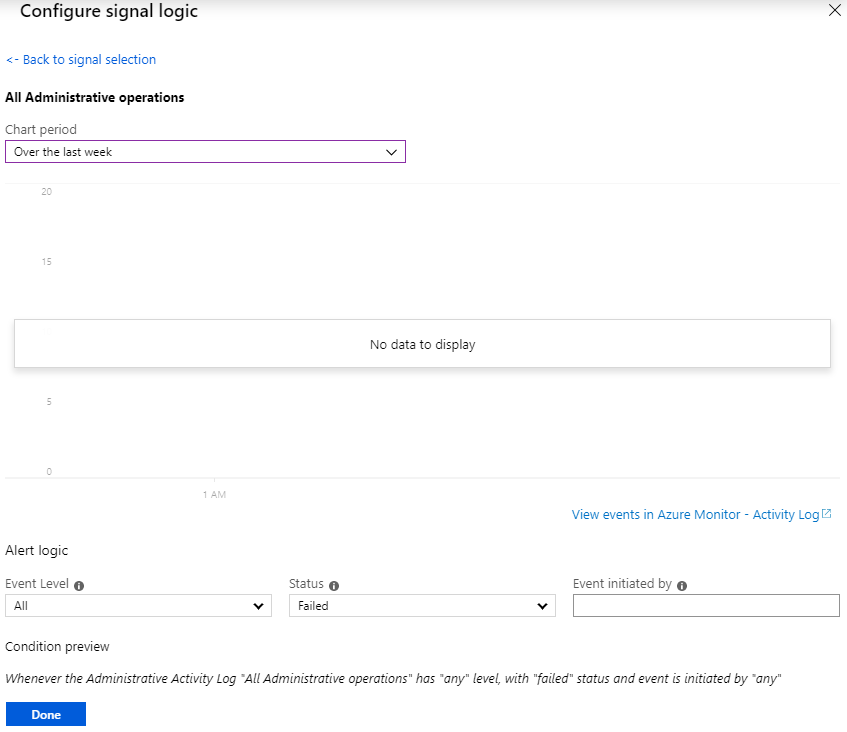 Configure signal logic
<- Back to signal selection
All Administrative operations
Chart period
Over the last week
20
15
No data to display
5
0
1 AM
View events in Azure Monitor - Activity Log
Alert logic
Event Level Status Event initiated by
All Failed
Condition preview
Whenever the Administrative Activity Log "All Administrative operations" has "any" level, with "failed" status and event is initiated by "any"
Done